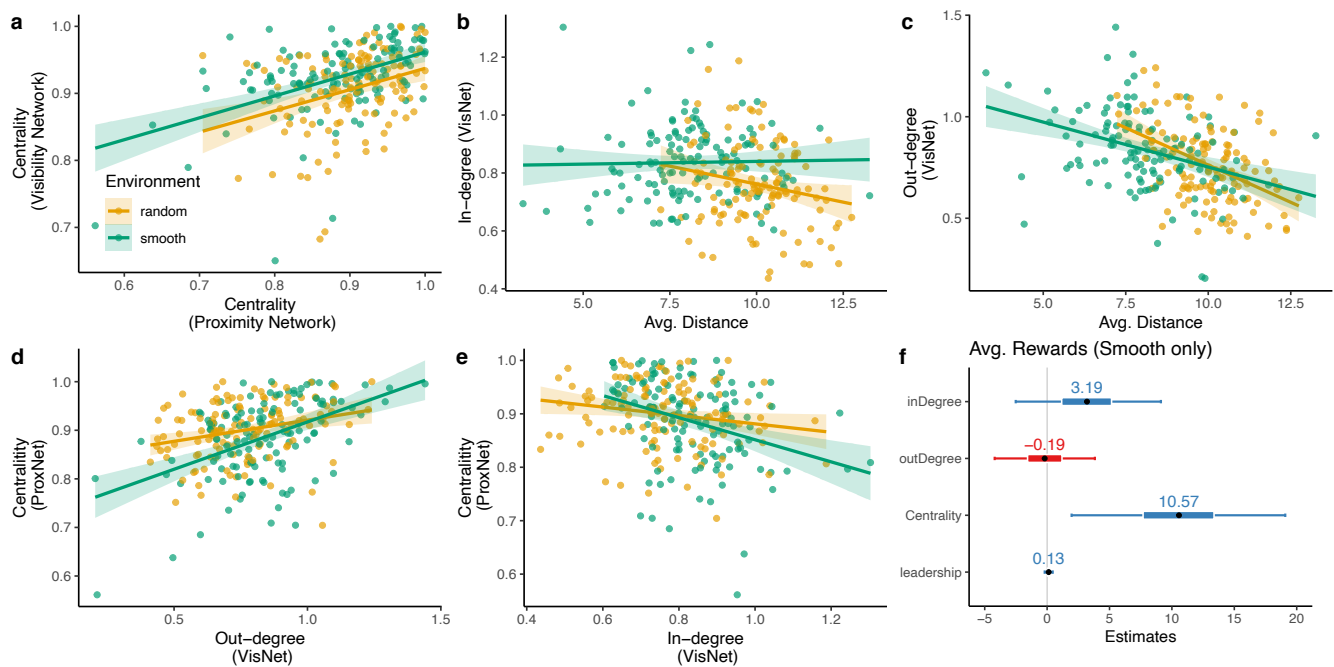 a
1.0
0.9
0.8
0.7
Centrality
(Visibility Network)
Environment
random
smooth
0.6
0.7
0.8
0.9
1.0
Centrality
(Proximity Network)
b
1.2
1.0
0.8
0.6
0.4
In−degree (VisNet)
5.0
7.5
10.0
12.5
Avg. Distance
c
1.5
1.0
0.5
Out−degree
(VisNet)
5.0
7.5
10.0
12.5
Avg. Distance
d
1.0
0.9
0.8
0.7
0.6
Centralitity
(ProxNet)
0.5
1.0
1.5
Out−degree
(VisNet)
e
1.0
0.9
0.8
0.7
0.6
Centrality
(ProxNet)
0.4
0.6
0.8
1.0
1.2
In−degree
(VisNet)
f
Avg. Rewards (Smooth only)
inDegree
3.19
outDegree
−0.19
Centrality
10.57
leadership
0.13
−5
0
5
10
15
20
Estimates